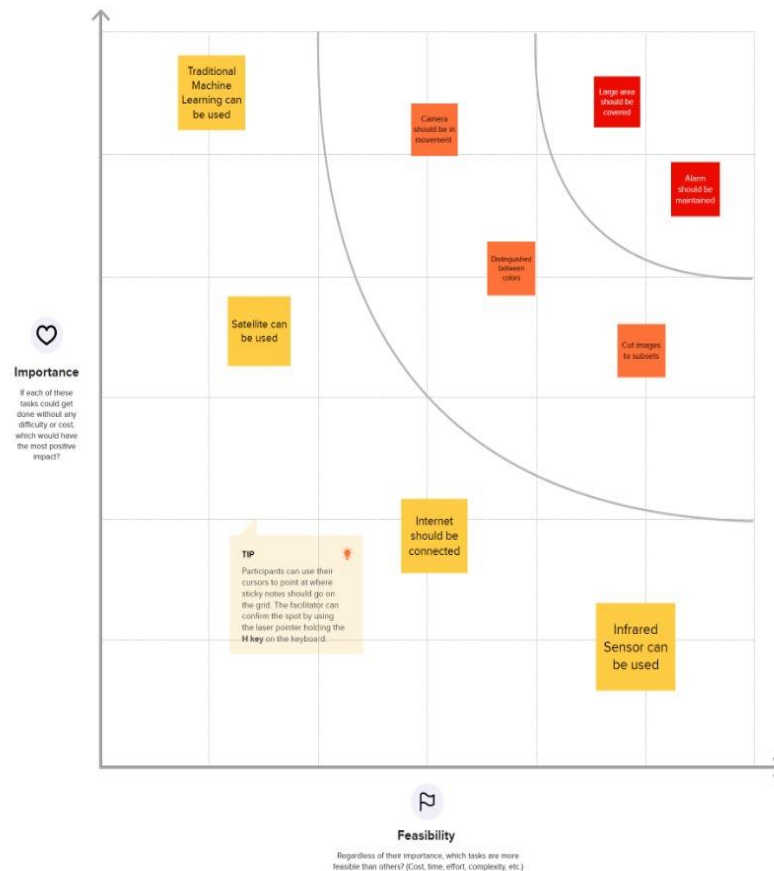 Traditional
Machine
Learning can
be used
Camera
should be in
movement
Large area
should be
covered
Alarm
should be
maintained
Distinguished
between
colors
Satellite can
be used
Cut images
to subsets
Importance
If each of these
tasks could get
done without any
difficulty or cost,
which would have
the most positive
impact?
Internet
should be
connected
TIP
Participants can use their
cursors to point at where
sticky notes should go on
the grid. The facilitator can
confirm the spot by using
the laser pointer holding the
H key on the keyboard.
Infrared
Sensor can
be used
Feasibility
Regardless of their importance, which tasks are more
feasible than others? (Cost, time, effort, complexity, etc.)